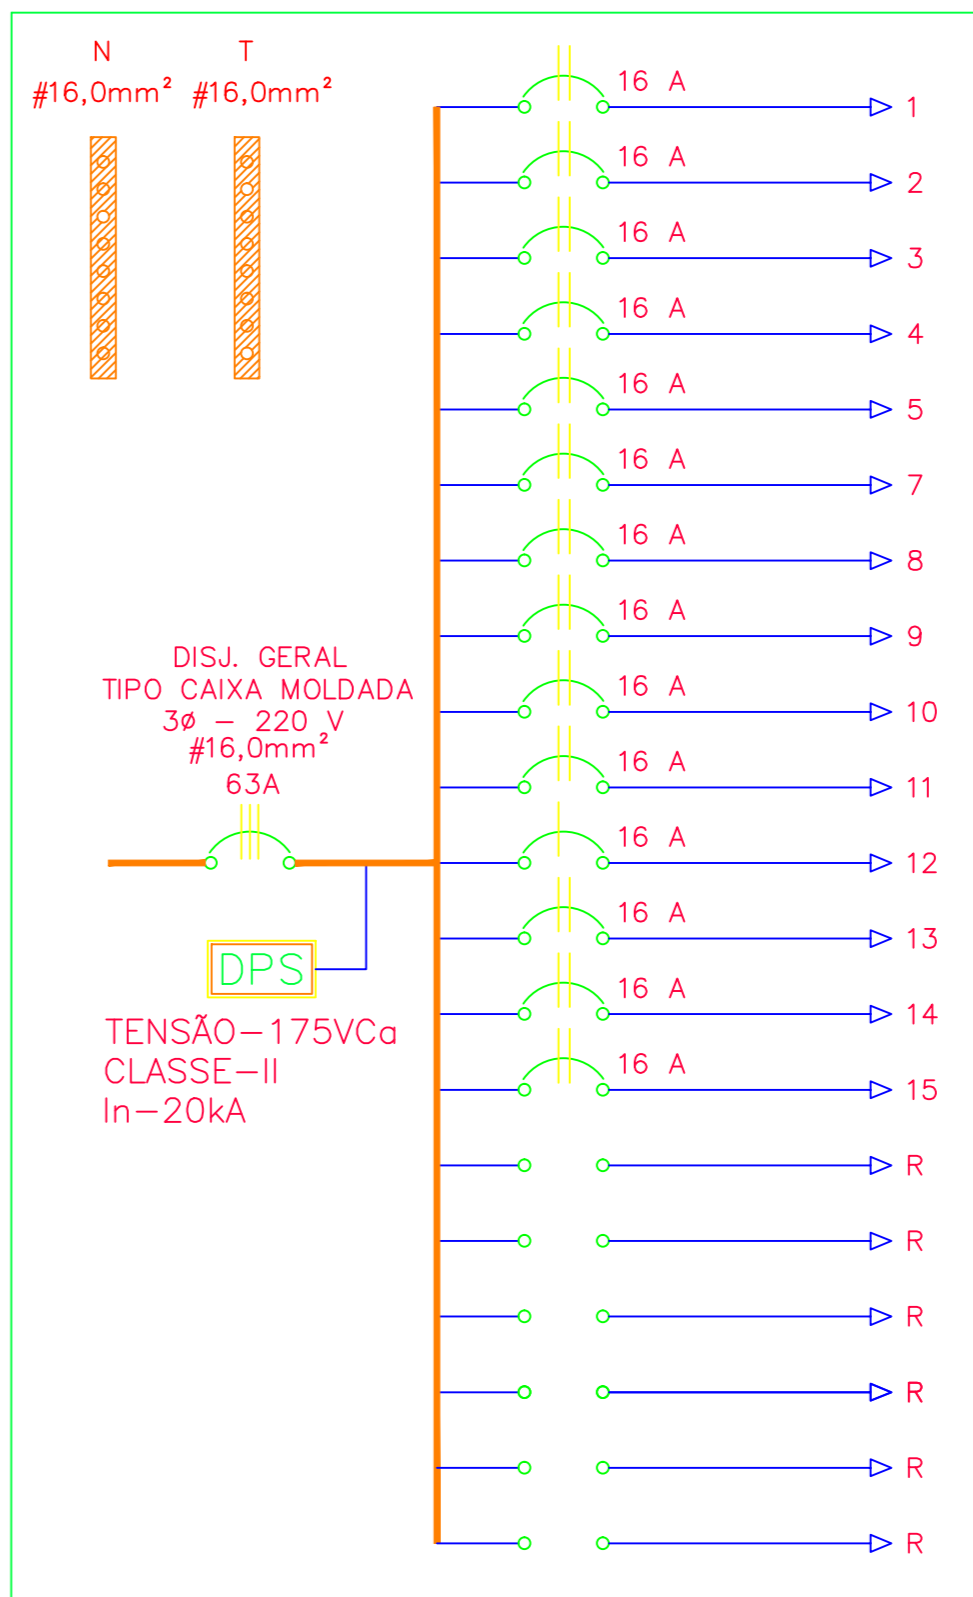 N T
#16,0mm² #16,0mm²
16 A
1
16 A
2
16 A
3
16 A
4
16 A
5
16 A
7
16 A
8
16 A
9
DISJ. GERAL
TIPO CAIXA MOLDADA
3ø – 220 V
#16,0mm²
63A
16 A
10
16 A
11
16 A
12
16 A
13
DPS
TENSÃO–175VCa
CLASSE–II
In–20kA
16 A
14
16 A
15
R
R
R
R
R
R